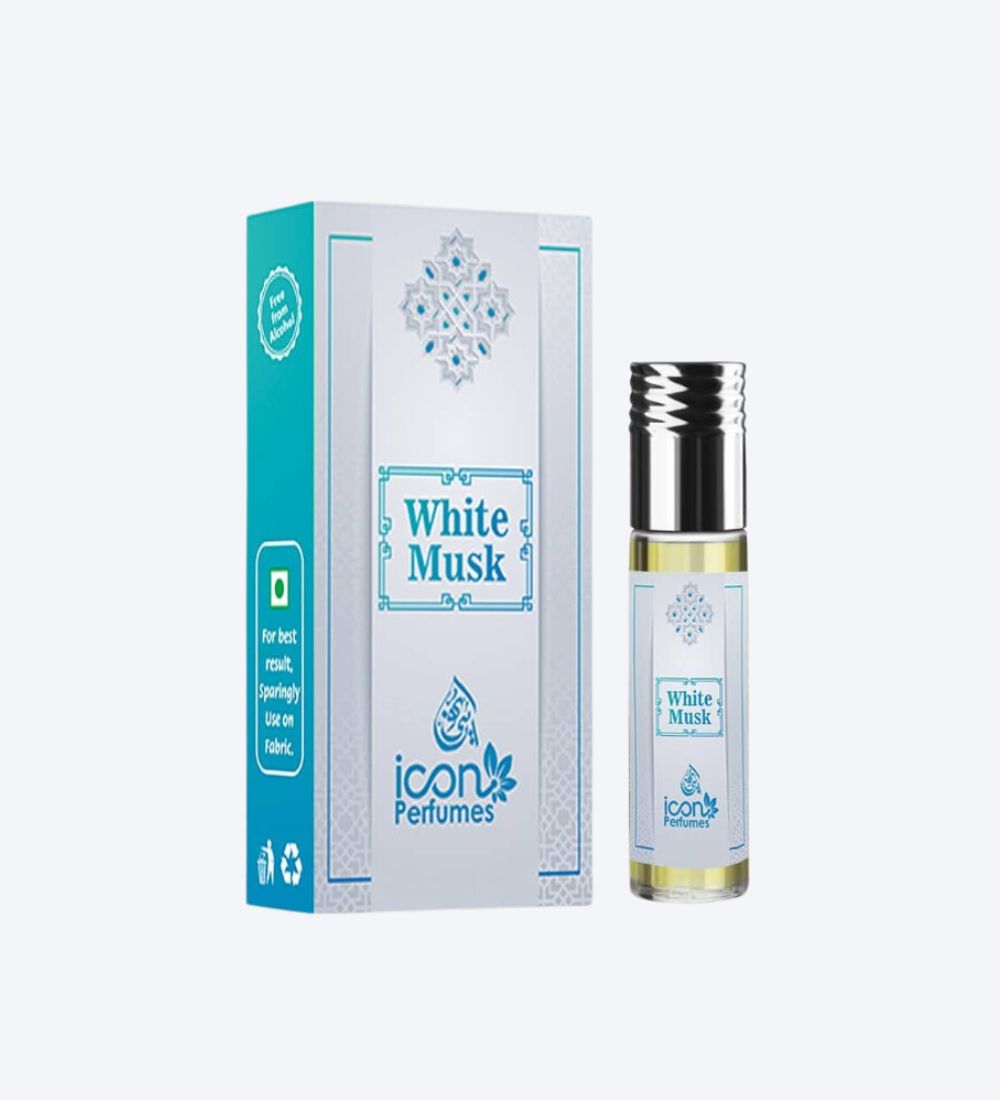 Free
from
Alcohol
For best
result,
Sparingly
Use on
Fabric.
White
Musk
icon
Perfumes
White
Musk
icon
Perfumes